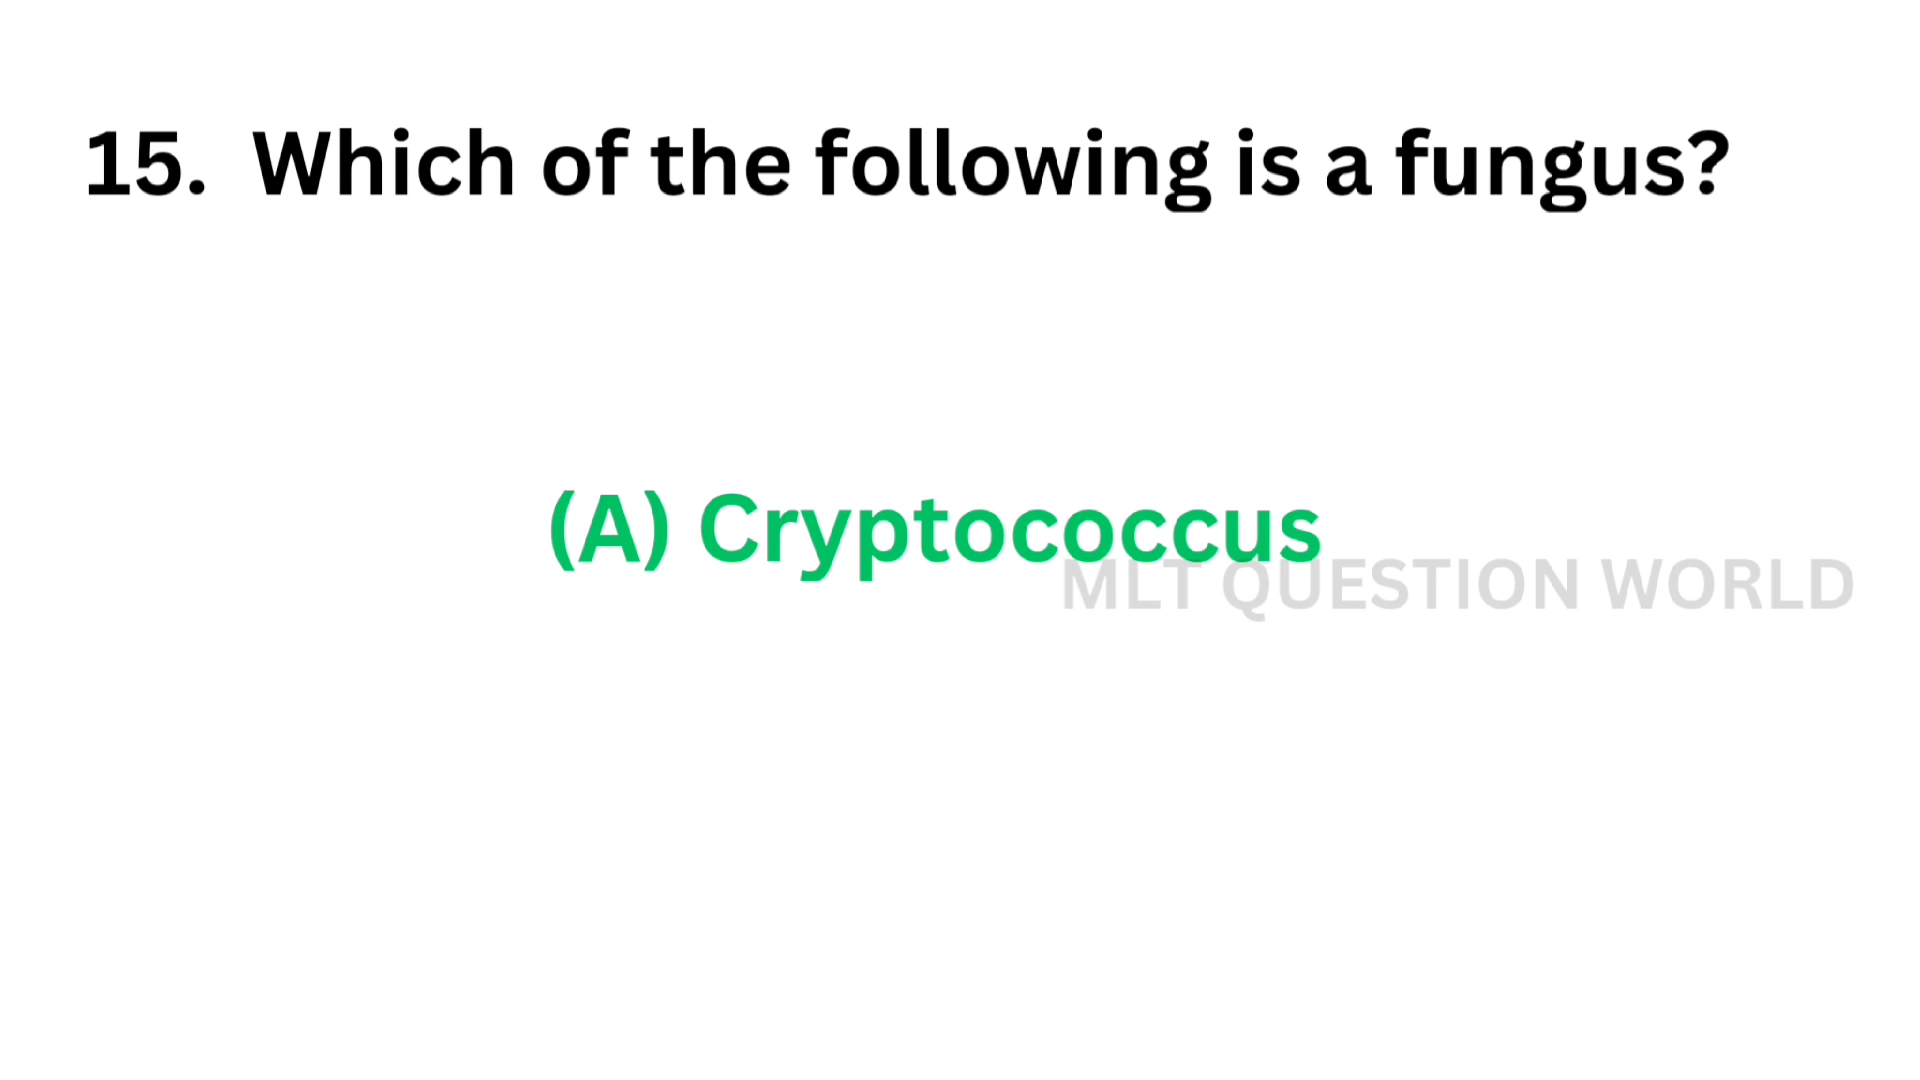 15. Which of the following is a fungus?
(A) Cryptococcus
MLT QUESTION WORLD